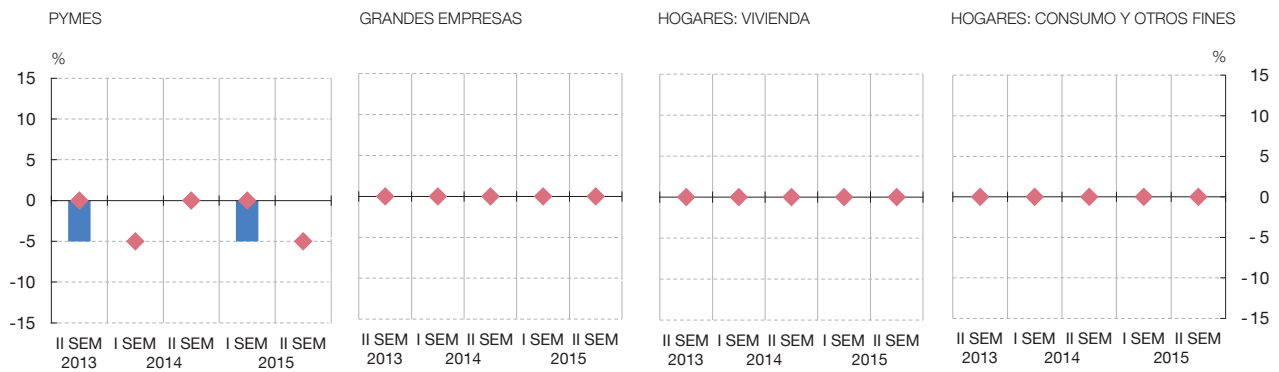 PYMES
%
15
10
5
0
-5
-10
-15
II SEM I SEM II SEM I SEM II SEM
2013 2014 2015
GRANDES EMPRESAS
II SEM I SEM II SEM I SEM II SEM
2013 2014 2015
HOGARES: VIVIENDA
II SEM I SEM II SEM I SEM II SEM
2013 2014 2015
HOGARES: CONSUMO Y OTROS FINES
%
15
10
5
0
-5
-10
-15
II SEM I SEM II SEM I SEM II SEM
2013 2014 2015